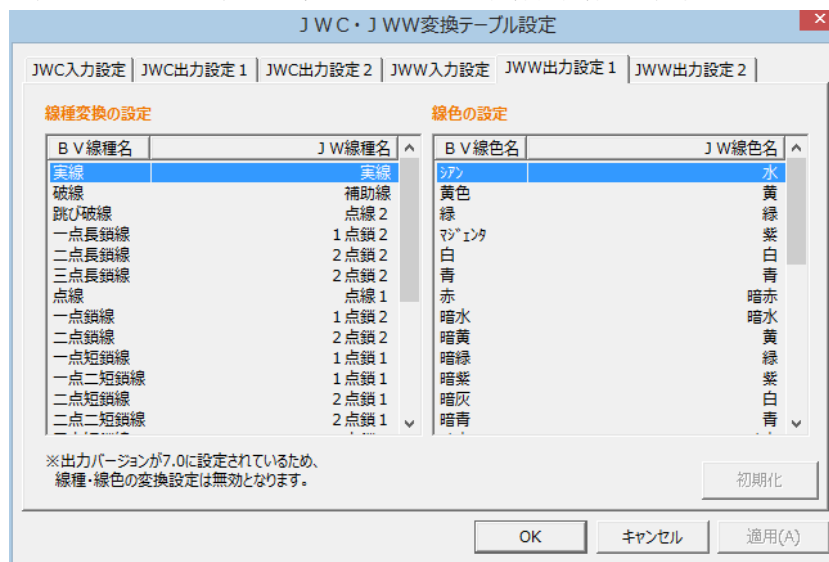 ＪＷＣ・ＪＷＷ変換テーブル設定
JWC入力設定 JWC出力設定１ JWC出力設定２ JWW入力設定 JWW出力設定１ JWW出力設定２
線種変換の設定 線色の設定
ＢＶ線種名 ＪＷ線種名 ＢＶ線色名 ＪＷ線色名
実線 実線 ｼｱﾝ 水
破線 補助線 黄色 黄
跳び破線 点線２ 緑 緑
一点長鎖線 １点鎖２ ﾏｼﾞｪﾝﾀ 紫
二点長鎖線 ２点鎖２ 白 白
三点長鎖線 ２点鎖２ 青 青
点線 点線１ 赤 暗赤
一点鎖線 １点鎖２ 暗水 暗水
二点鎖線 ２点鎖２ 暗黄 黄
一点短鎖線 １点鎖１ 暗緑 緑
一点二短鎖線 １点鎖１ 暗紫 紫
二点短鎖線 ２点鎖１ 暗灰 白
二点二短鎖線 ２点鎖１ 暗青 青
※出力バージョンが7.0に設定されているため、
線種・線色の変換設定は無効となります。
初期化
OK キャンセル 適用(A)